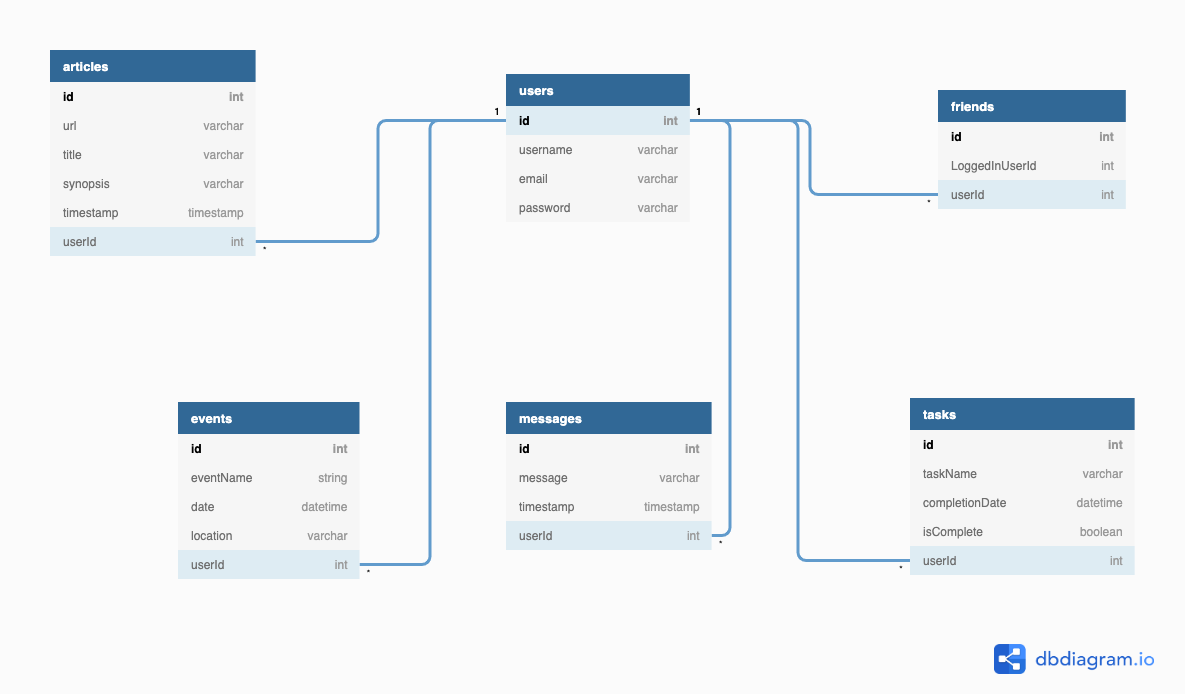 articles
id int
url varchar
title varchar
synopsis varchar
timestamp timestamp
userId int
*
1
users
id int
username varchar
email varchar
password varchar
1
friends
id int
LoggedInUserId int
userId int
*
events
id int
eventName string
date datetime
location varchar
userId int
*
messages
id int
message varchar
timestamp timestamp
userId int
*
tasks
id int
taskName varchar
completionDate datetime
isComplete boolean
userId int
*
dbdiagram.io